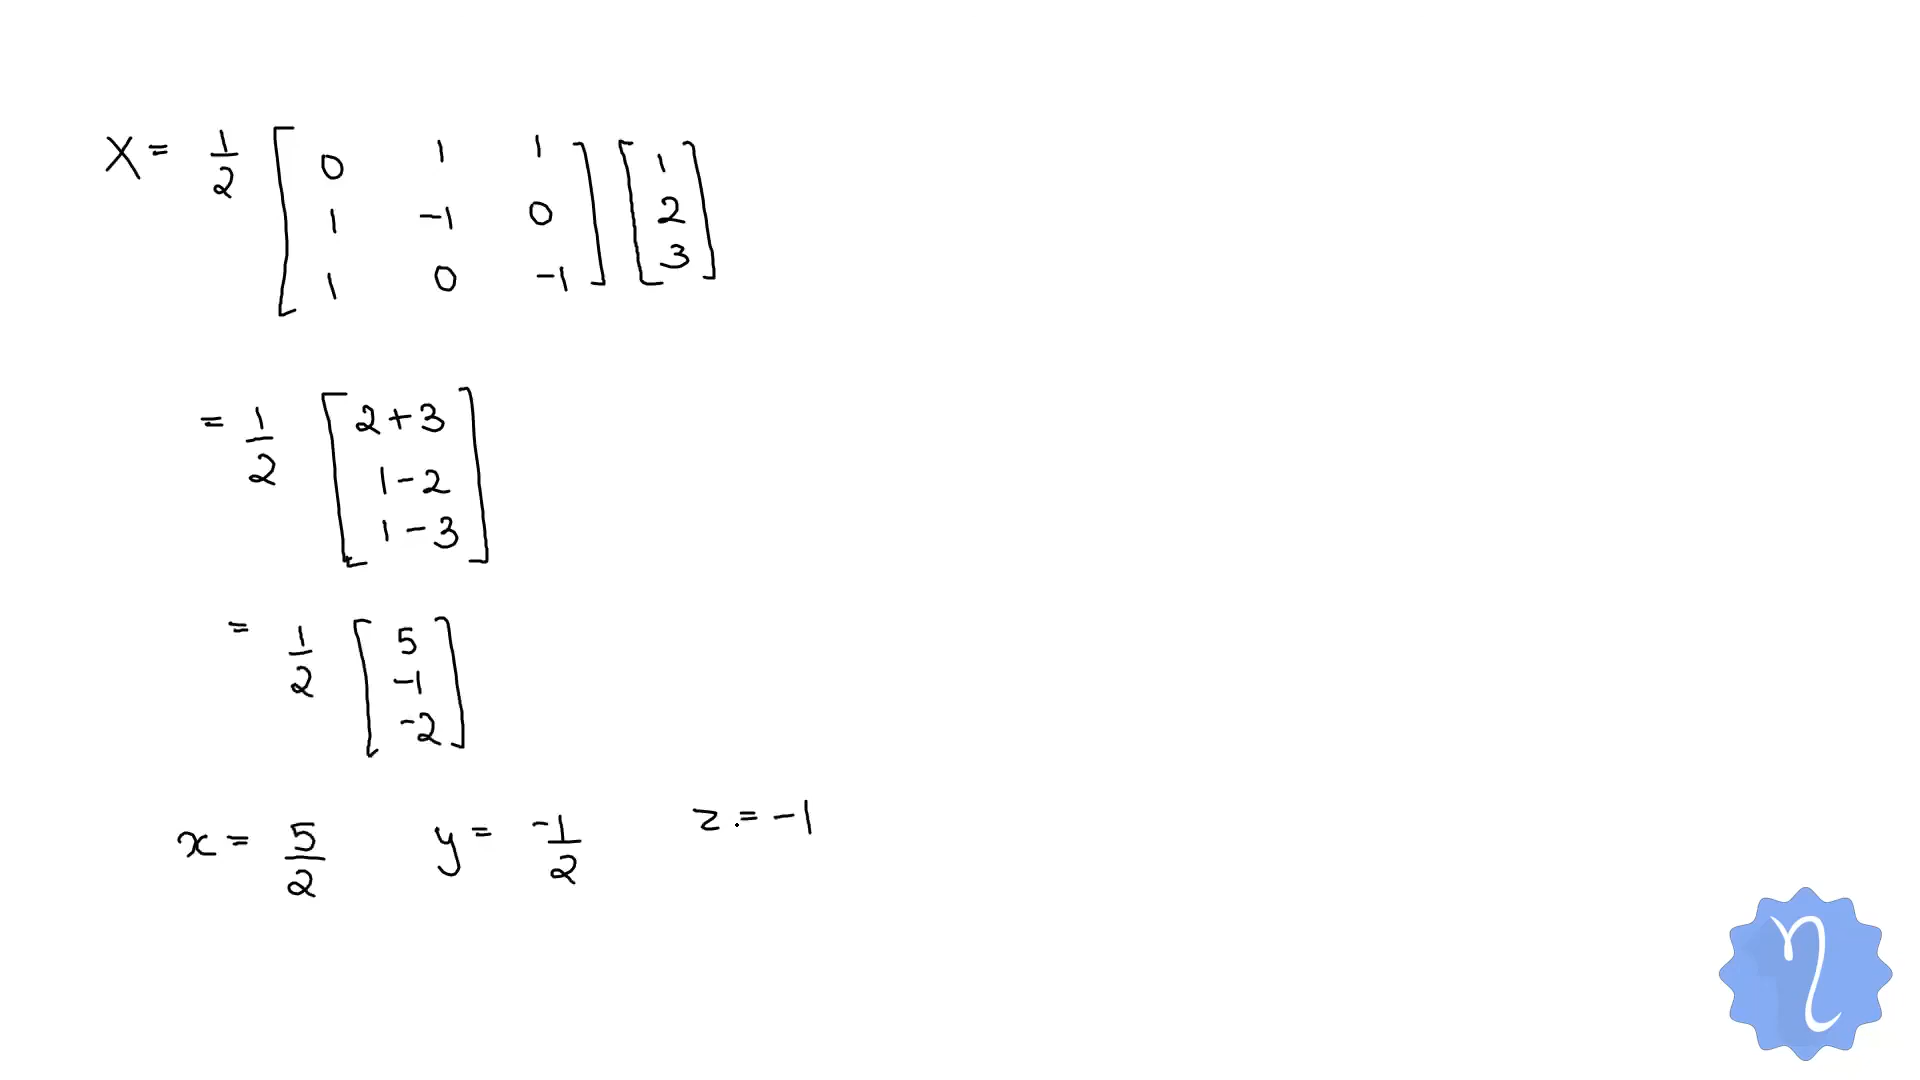 X = 1/2 [0 1 1; 1 -1 0; 1 0 -1] [1; 2; 3]
= 1/2 [2+3; 1-2; 1-3]
= 1/2 [5; -1; -2]
x = 5/2 y = -1/2 z = -1
η